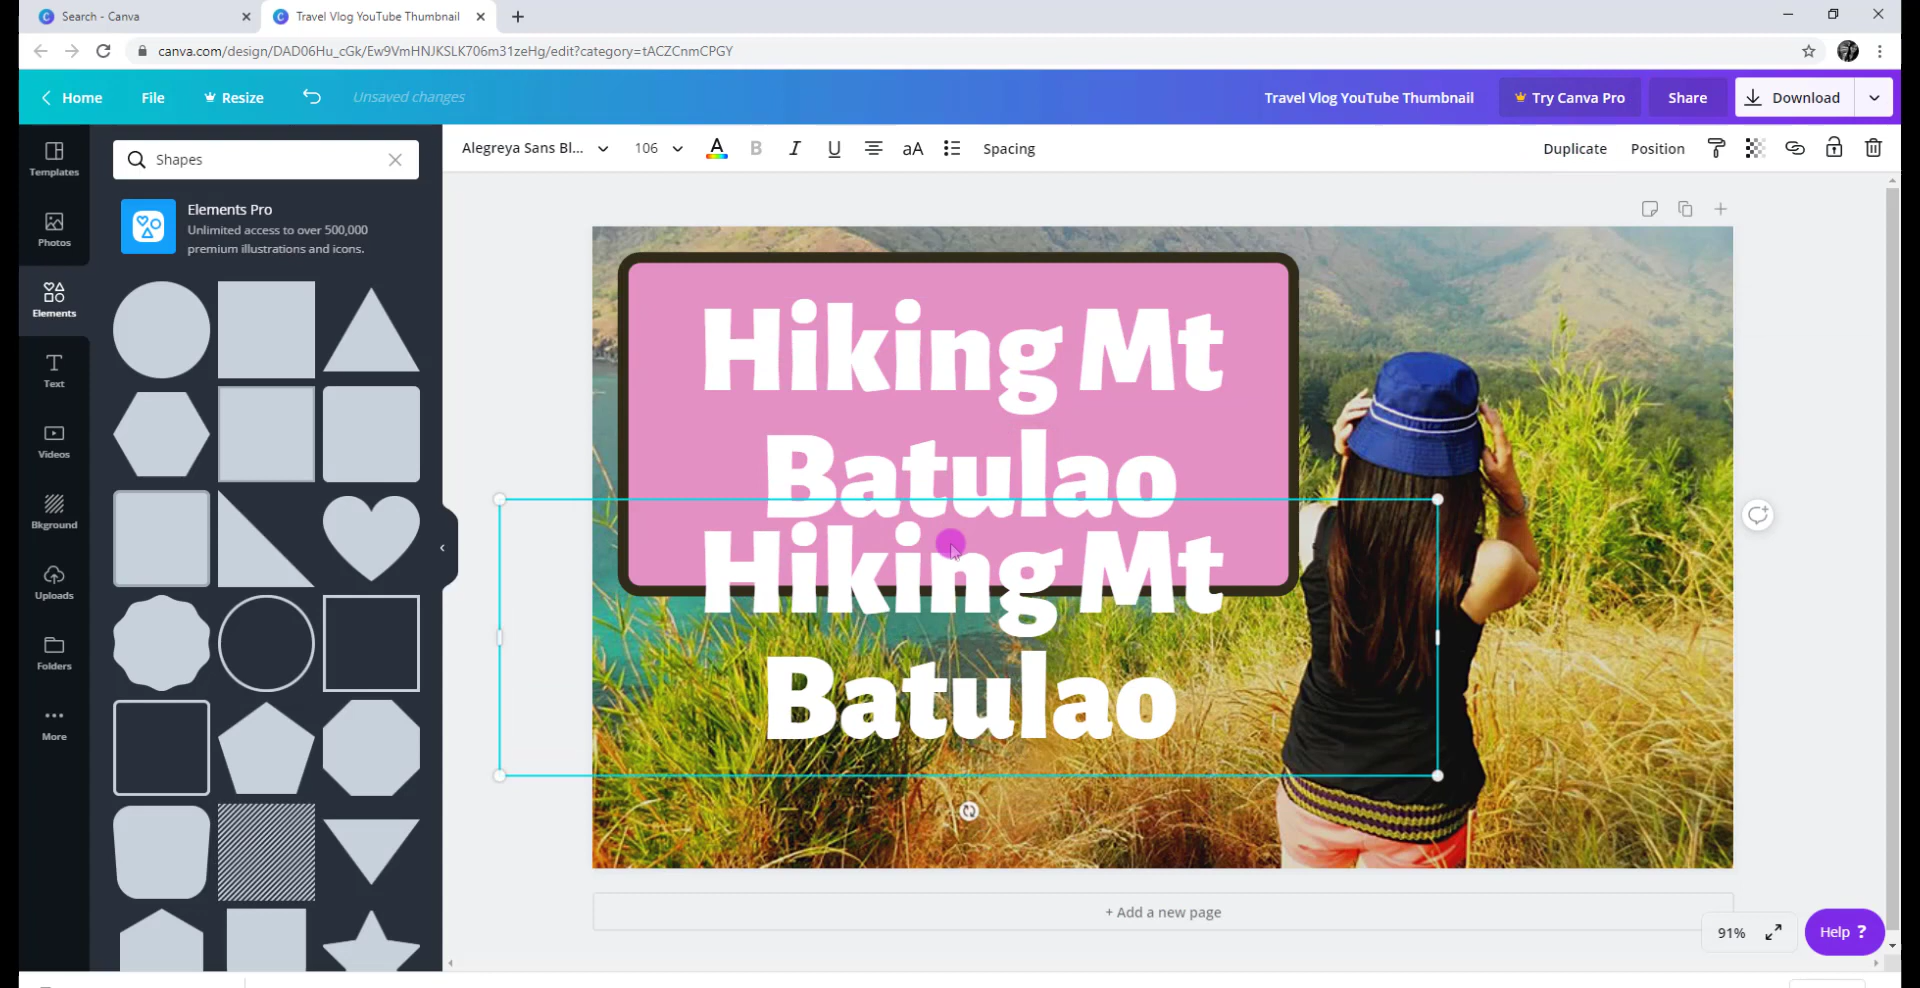 Search - Canva
Travel Vlog YouTube Thumbnail
canva.com/design/DAD06Hu_cGk/Ew9VmHNJKSLK706m31zeHg/edit?category=tACZCnmCPGY
Home
File
Resize
Unsaved changes
Travel Vlog YouTube Thumbnail
Try Canva Pro
Share
Download
Templates
Photos
Elements
Text
Videos
Bkground
Uploads
Folders
More
Shapes
Elements Pro
Unlimited access to over 500,000
premium illustrations and icons.
Alegreya Sans Bl...
106
A
B
I
U
aA
Spacing
Duplicate
Position
Hiking Mt
Batulao
Hiking Mt
Batulao
+ Add a new page
91%
Help ?